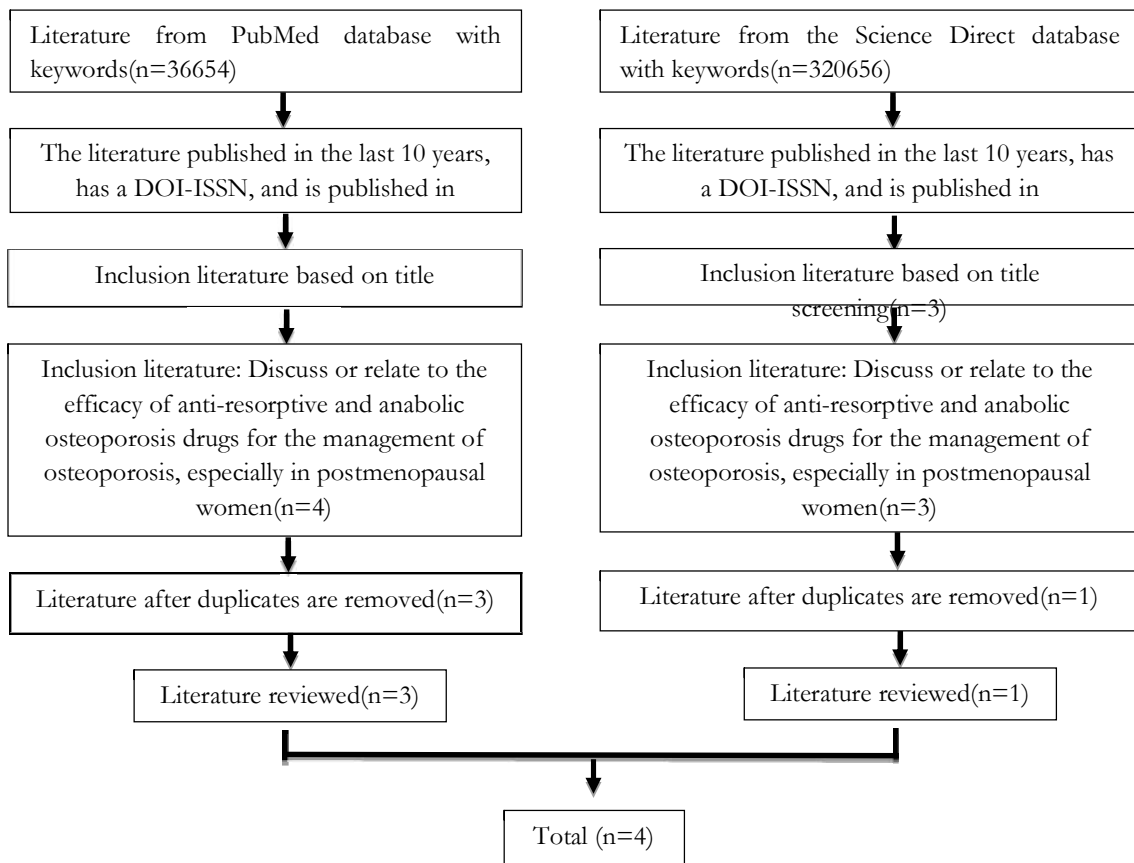 Literature from PubMed database with
keywords(n=36654)
The literature published in the last 10 years,
has a DOI-ISSN, and is published in
Inclusion literature based on title
Inclusion literature: Discuss or relate to the
efficacy of anti-resorptive and anabolic
osteoporosis drugs for the management of
osteoporosis, especially in postmenopausal
women(n=4)
Literature after duplicates are removed(n=3)
Literature reviewed(n=3)
Literature from the Science Direct database
with keywords(n=320656)
The literature published in the last 10 years, has
a DOI-ISSN, and is published in
Inclusion literature based on title
screening(n=3)
Inclusion literature: Discuss or relate to the
efficacy of anti-resorptive and anabolic
osteoporosis drugs for the management of
osteoporosis, especially in postmenopausal
women(n=3)
Literature after duplicates are removed(n=1)
Literature reviewed(n=1)
Total (n=4)